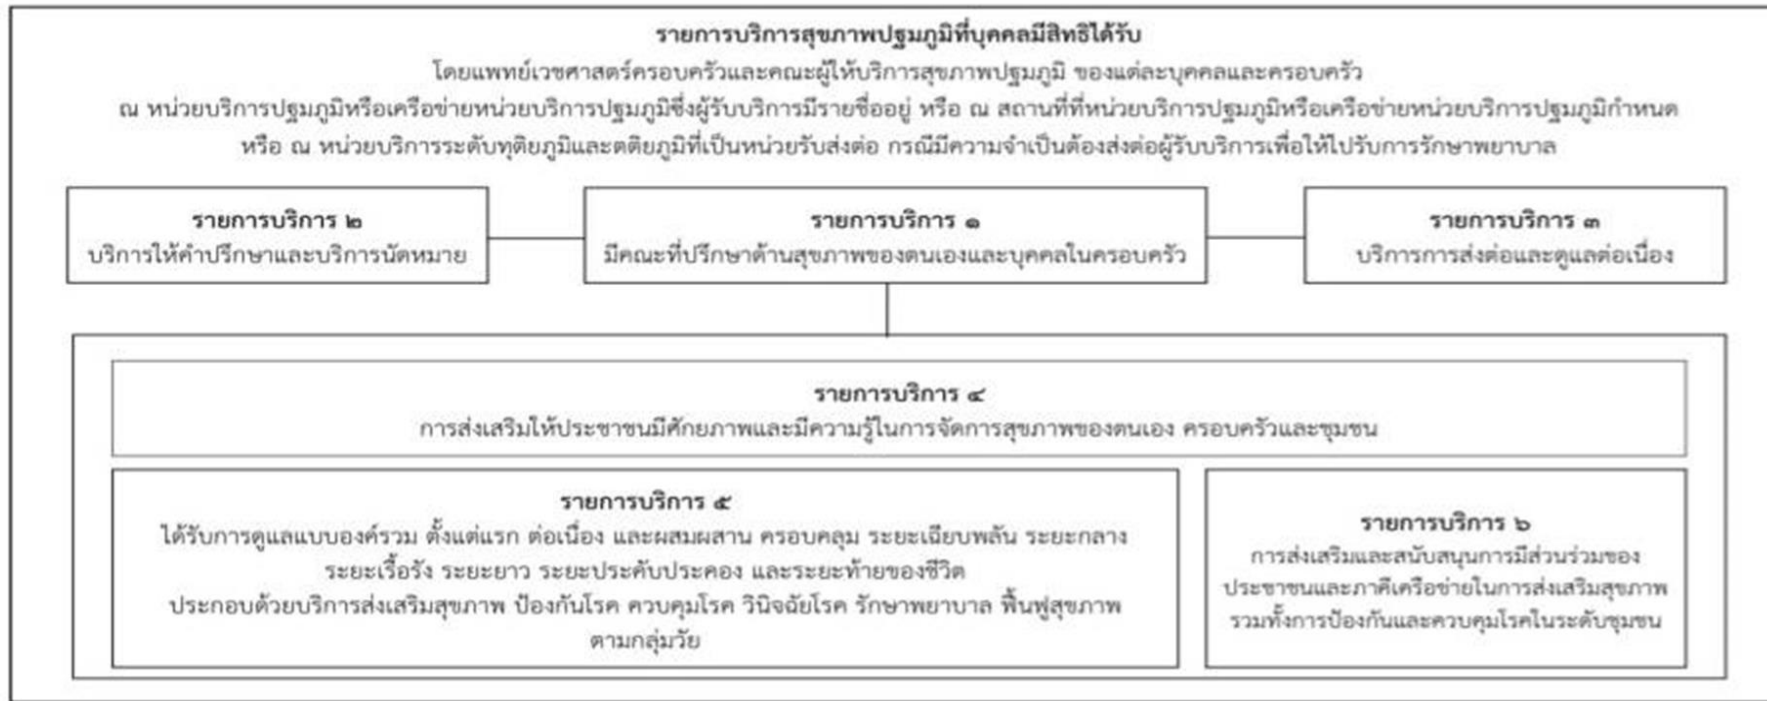 รายการบริการสุขภาพปฐมภูมิที่บุคคลมีสิทธิได้รับ
โดยแพทย์เวชศาสตร์ครอบครัวและคณะผู้ให้บริการสุขภาพปฐมภูมิ ของแต่ละบุคคลและครอบครัว
ณ หน่วยบริการปฐมภูมิหรือเครือข่ายหน่วยบริการปฐมภูมิซึ่งผู้รับบริการมีรายชื่ออยู่ หรือ ณ สถานที่ที่หน่วยบริการปฐมภูมิหรือเครือข่ายหน่วยบริการปฐมภูมิกำหนด
หรือ ณ หน่วยบริการระดับทุติยภูมิและตติยภูมิที่เป็นหน่วยรับส่งต่อ กรณีมีความจำเป็นต้องส่งต่อผู้รับบริการเพื่อให้ไปรับการรักษาพยาบาล
รายการบริการ ๒
บริการให้คำปรึกษาและบริการนัดหมาย
รายการบริการ ๑
มีคณะที่ปรึกษาด้านสุขภาพของตนเองและบุคคลในครอบครัว
รายการบริการ ๓
บริการการส่งต่อและดูแลต่อเนื่อง
รายการบริการ ๔
การส่งเสริมให้ประชาชนมีศักยภาพและมีความรู้ในการจัดการสุขภาพของตนเอง ครอบครัวและชุมชน
รายการบริการ ๕
ได้รับการดูแลแบบองค์รวม ตั้งแต่แรก ต่อเนื่อง และผสมผสาน ครอบคลุม ระยะเฉียบพลัน ระยะกลาง
ระยะเรื้อรัง ระยะยาว ระยะประคับประคอง และระยะท้ายของชีวิต
ประกอบด้วยบริการส่งเสริมสุขภาพ ป้องกันโรค ควบคุมโรค วินิจฉัยโรค รักษาพยาบาล ฟื้นฟูสุขภาพ
ตามกลุ่มวัย
รายการบริการ ๖
การส่งเสริมและสนับสนุนการมีส่วนร่วมของ
ประชาชนและภาคีเครือข่ายในการส่งเสริมสุขภาพ
รวมทั้งการป้องกันและควบคุมโรคในระดับชุมชน